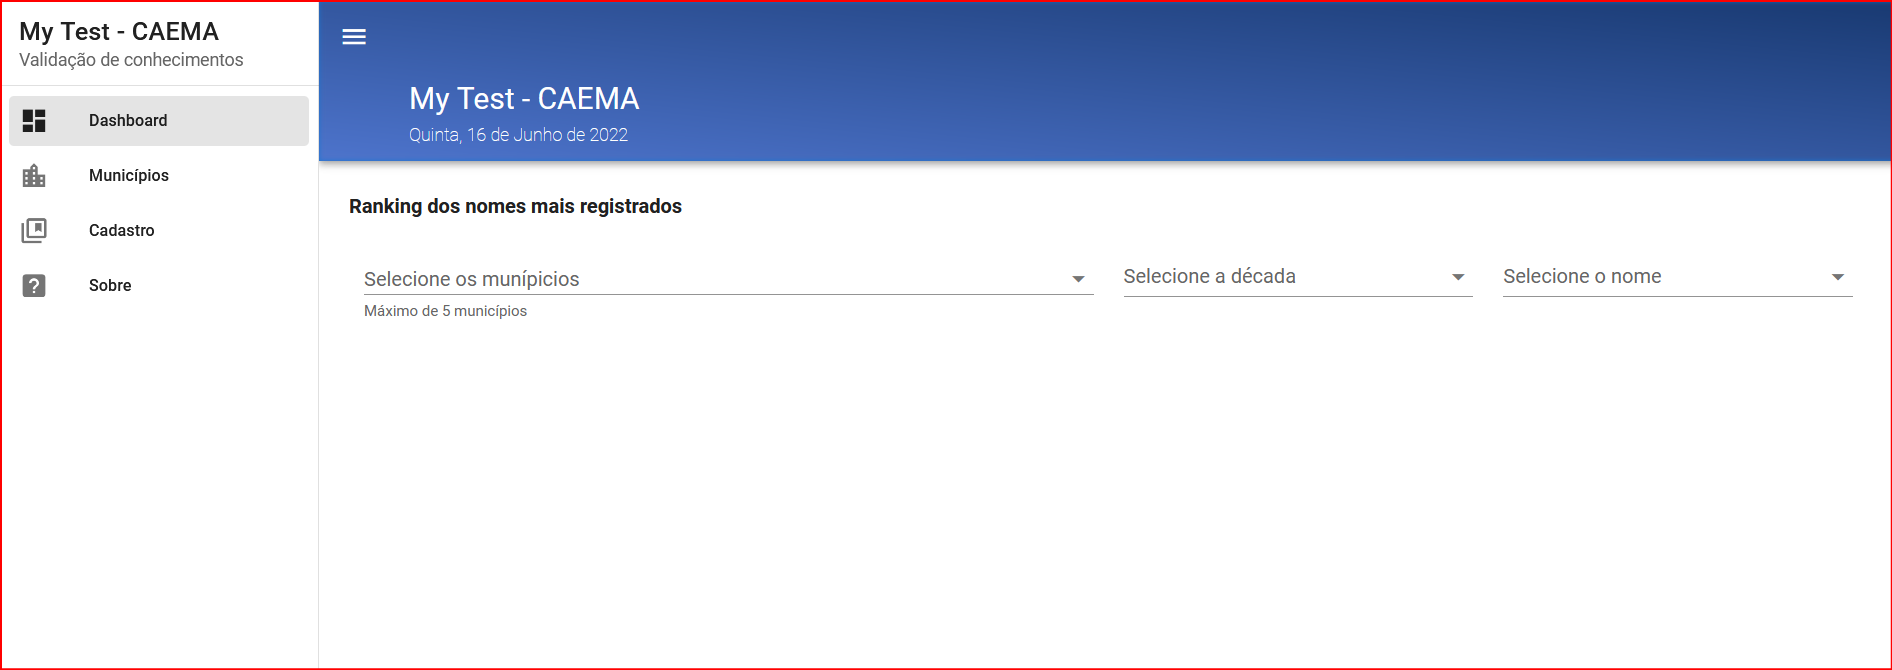 My Test - CAEMA
Validação de conhecimentos
Dashboard
Municípios
Cadastro
Sobre
My Test - CAEMA
Quinta, 16 de Junho de 2022
Ranking dos nomes mais registrados
Selecione os munípicios
Máximo de 5 municípios
Selecione a década
Selecione o nome